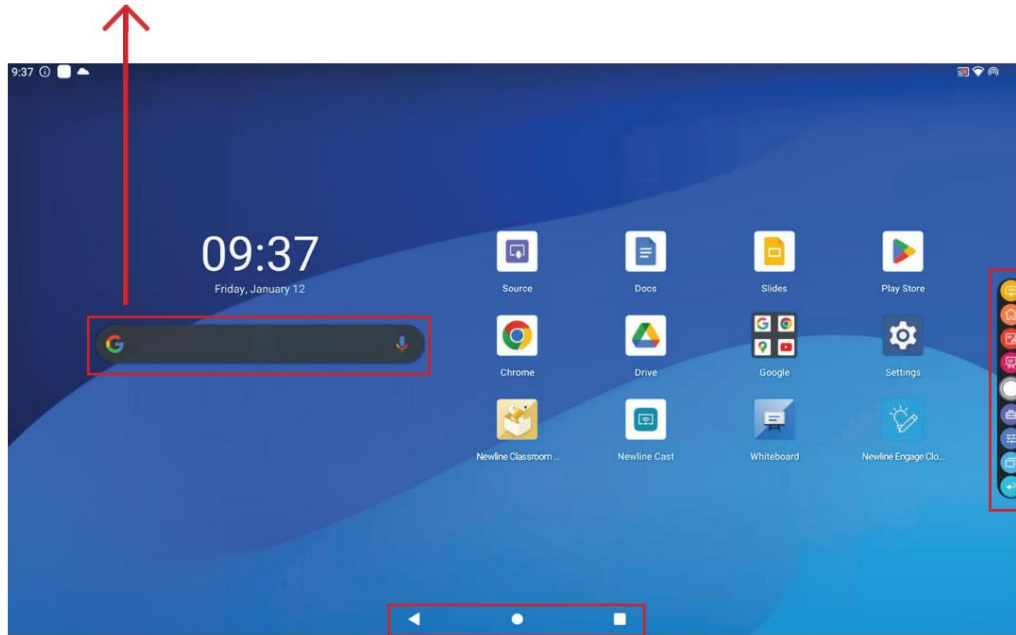 9:37
09:37
Friday, January 12
Source
Docs
Slides
Play Store
Chrome
Drive
Google
Settings
Newline Classroom ...
Newline Cast
Whiteboard
Newline Engage Clo...